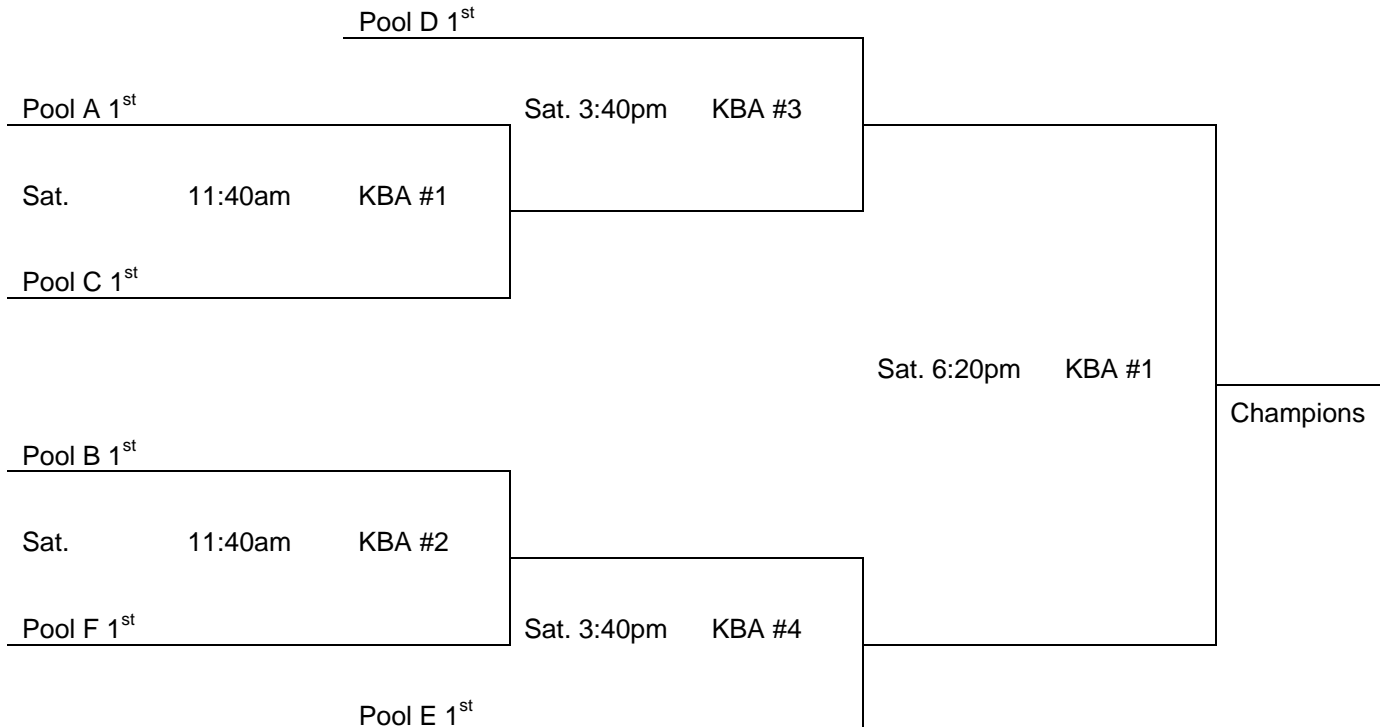 Pool D 1st
Pool A 1st
Sat. 3:40pm KBA #3
Sat. 11:40am KBA #1
Pool C 1st
Sat. 6:20pm KBA #1
Champions
Pool B 1st
Sat. 11:40am KBA #2
Pool F 1st
Sat. 3:40pm KBA #4
Pool E 1st